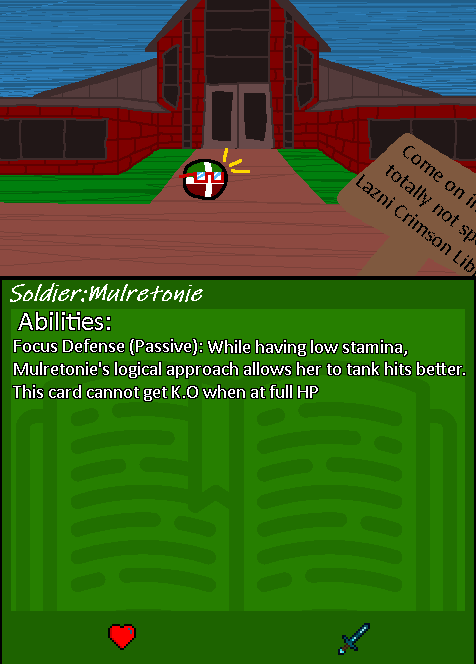 Come on i
totally not sp
Lazni Crimson Lib
Soldier:Mulretonie
Abilities:
Focus Defense (Passive): While having low stamina,
Mulretonie's logical approach allows her to tank hits better.
This card cannot get K.O when at full HP